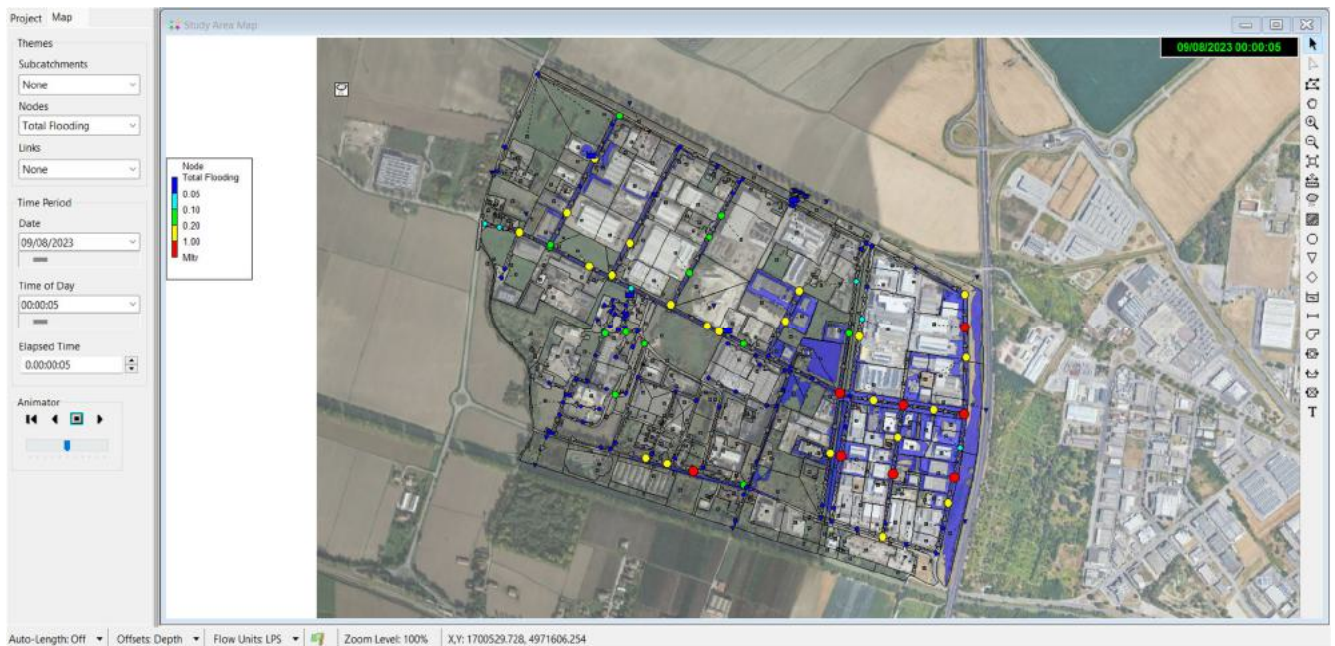 Project Map
Study Area Map
Themes
Subcatchments
None
Nodes
Total Flooding
Links
None
Time Period
Date
09/08/2023
Time of Day
00:00:05
Elapsed Time
0.00:00:05
Animator
Node
Total Flooding
0.05
0.10
0.20
1.00
Mltr
09/08/2023 00:00:05
T
Auto-Length: Off Offsets: Depth Flow Units: LPS Zoom Level: 100% X,Y: 1700529.728, 4971606.254